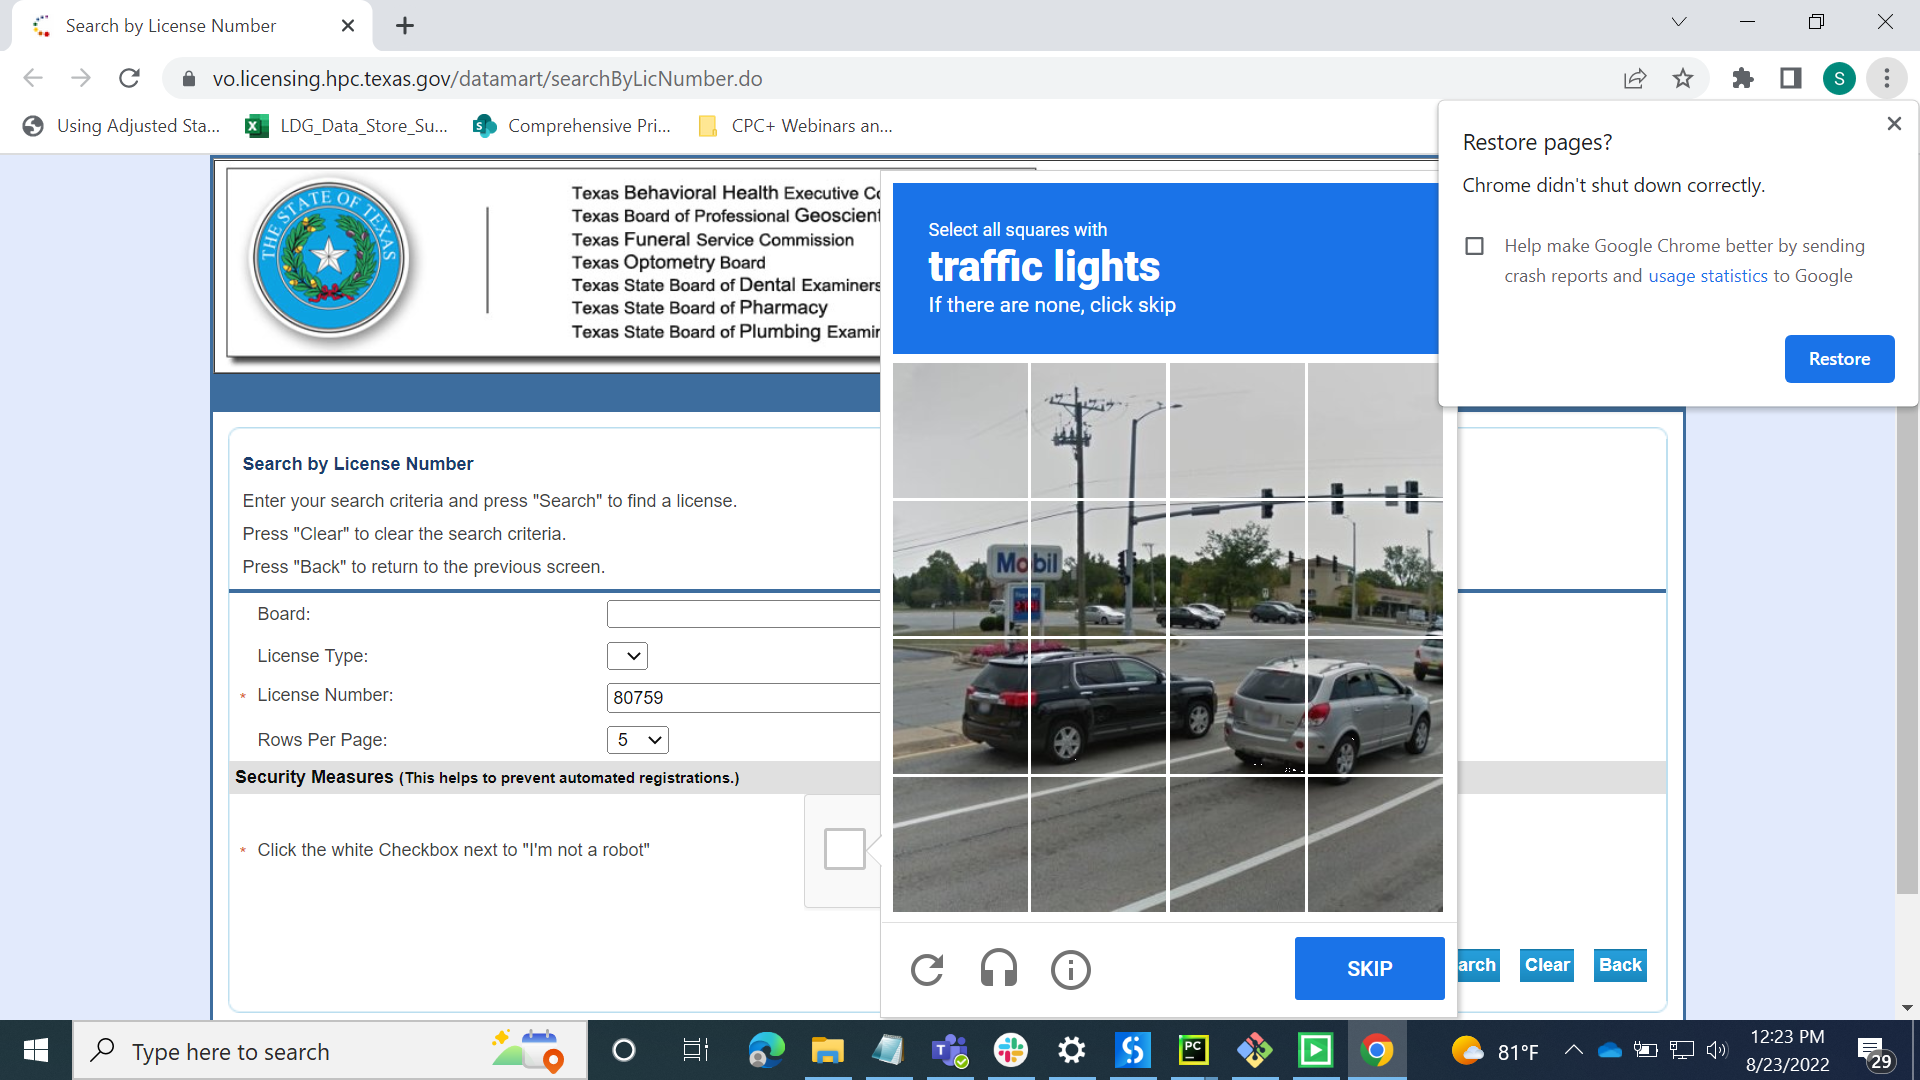 Search by License Number
vo.licensing.hpc.texas.gov/datamart/searchByLicNumber.do
S
Using Adjusted Sta...
LDG_Data_Store_Su...
Comprehensive Pri...
CPC+ Webinars an...
Restore pages?
Chrome didn't shut down correctly.
Help make Google Chrome better by sending
crash reports and usage statistics to Google
Restore
THE STATE OF TEXAS
Texas Behavioral Health Executive Co
Texas Board of Professional Geoscient
Texas Funeral Service Commission
Texas Optometry Board
Texas State Board of Dental Examiners
Texas State Board of Pharmacy
Texas State Board of Plumbing Examin
Select all squares with
traffic lights
If there are none, click skip
Mobil
Search by License Number
Enter your search criteria and press "Search" to find a license.
Press "Clear" to clear the search criteria.
Press "Back" to return to the previous screen.
Board:
License Type:
* License Number:
80759
Rows Per Page:
5
Security Measures (This helps to prevent automated registrations.)
* Click the white Checkbox next to "I'm not a robot"
SKIP
arch
Clear
Back
Type here to search
PC
81°F
12:23 PM
8/23/2022
29